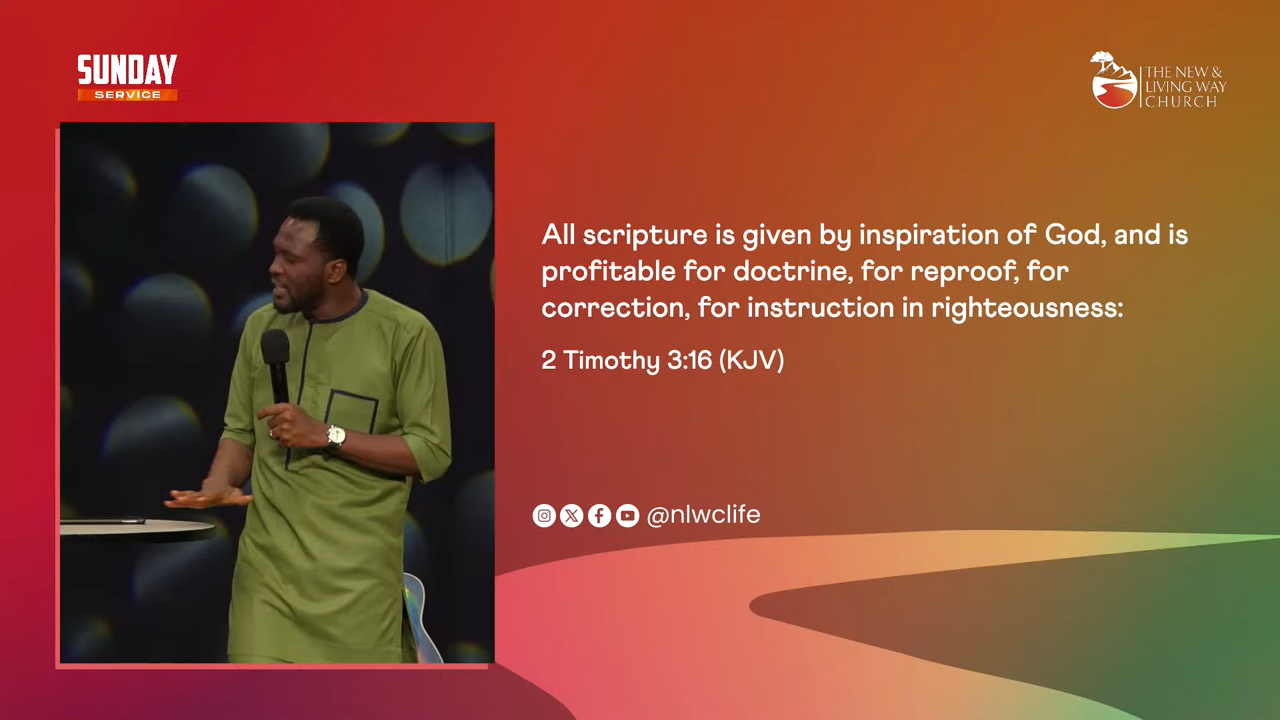 SUNDAY
SERVICE
THE NEW &
LIVING WAY
CHURCH
All scripture is given by inspiration of God, and is
profitable for doctrine, for reproof, for
correction, for instruction in righteousness:
2 Timothy 3:16 (KJV)
@nlwclife